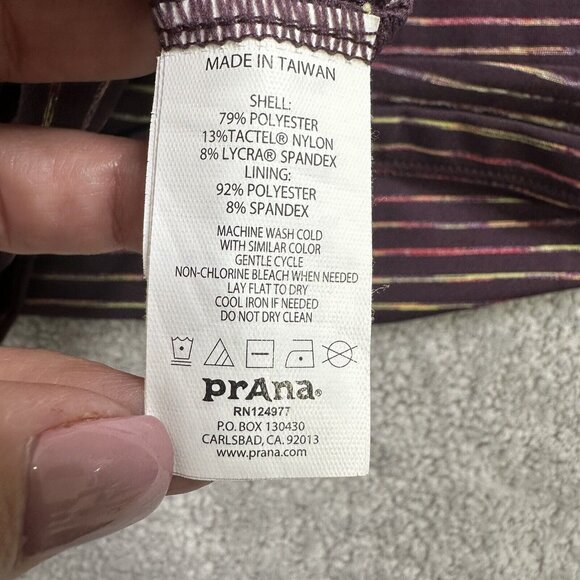 MADE IN TAIWAN
SHELL:
79% POLYESTER
13%TACTEL® NYLON
8% LYCRA® SPANDEX
LINING:
92% POLYESTER
8% SPANDEX
MACHINE WASH COLD
WITH SIMILAR COLOR
GENTLE CYCLE
NON-CHLORINE BLEACH WHEN NEEDED
LAY FLAT TO DRY
COOL IRON IF NEEDED
DO NOT DRY CLEAN
prAna®
RN124977
P.O. BOX 130430
CARLSBAD, CA. 92013
www.prana.com